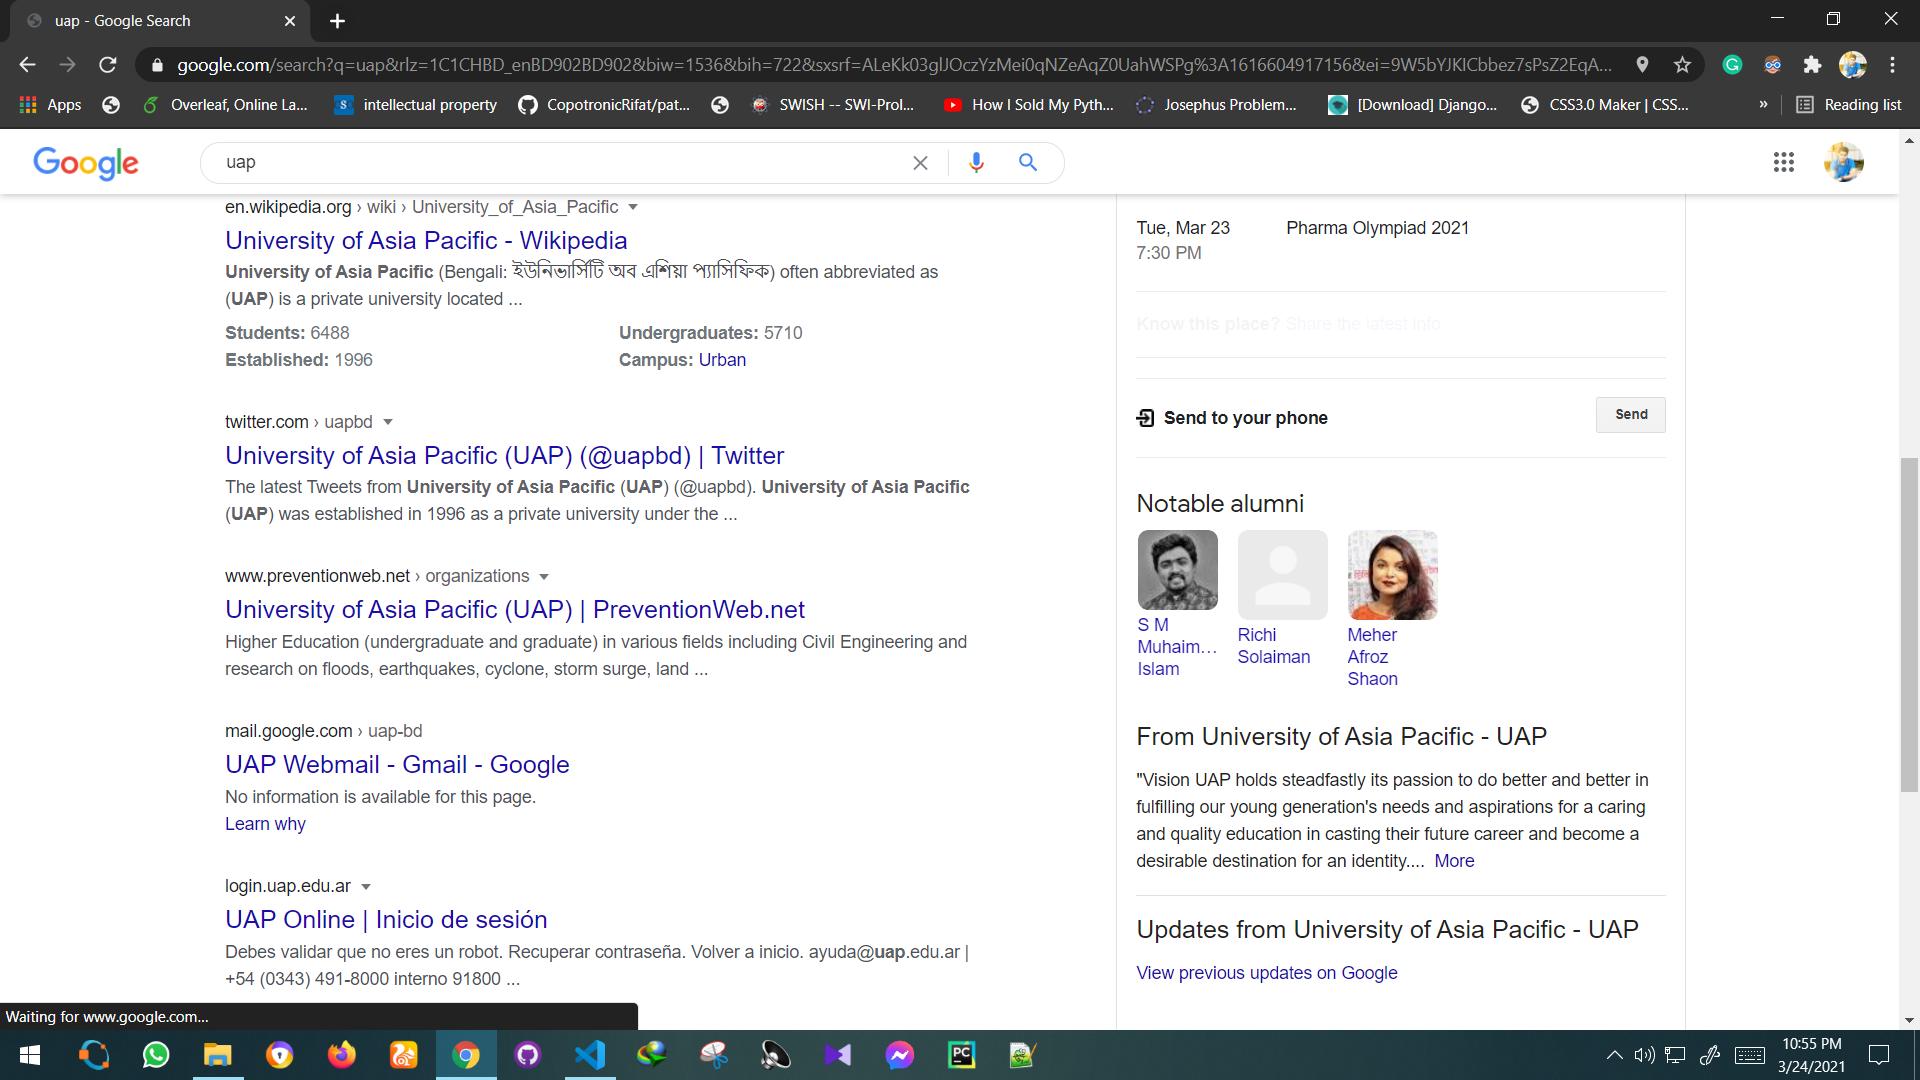 uap - Google Search
google.com/search?q=uap&rlz=1C1CHBD_enBD902BD902&biw=1536&bih=722&sxsrf=ALeKk03glJOczYzMei0qNZeAqZ0UahWSPg%3A1616604917156&ei=9W5bYJKICbbez7sPsZ2EqA...
Apps Overleaf, Online La... intellectual property CopotronicRifat/pat... SWISH -- SWI-Prol... How I Sold My Pyth... Josephus Problem... [Download] Django... CSS3.0 Maker | CSS... » Reading list
Google uap
en.wikipedia.org › wiki › University_of_Asia_Pacific
University of Asia Pacific - Wikipedia
University of Asia Pacific (Bengali: ইউনিভার্সিটি অব এশিয়া প্যাসিফিক) often abbreviated as
(UAP) is a private university located ...
Students: 6488 Undergraduates: 5710
Established: 1996 Campus: Urban
twitter.com › uapbd
University of Asia Pacific (UAP) (@uapbd) | Twitter
The latest Tweets from University of Asia Pacific (UAP) (@uapbd). University of Asia Pacific
(UAP) was established in 1996 as a private university under the ...
www.preventionweb.net › organizations
University of Asia Pacific (UAP) | PreventionWeb.net
Higher Education (undergraduate and graduate) in various fields including Civil Engineering and
research on floods, earthquakes, cyclone, storm surge, land ...
mail.google.com › uap-bd
UAP Webmail - Gmail - Google
No information is available for this page.
Learn why
login.uap.edu.ar
UAP Online | Inicio de sesión
Debes validar que no eres un robot. Recuperar contraseña. Volver a inicio. ayuda@uap.edu.ar |
+54 (0343) 491-8000 interno 91800 ...
Tue, Mar 23 Pharma Olympiad 2021
7:30 PM
Know this place? Share the latest info
Send to your phone Send
Notable alumni
S M
Muhaim...
Islam
Richi
Solaiman
Meher
Afroz
Shaon
From University of Asia Pacific - UAP
"Vision UAP holds steadfastly its passion to do better and better in
fulfilling our young generation's needs and aspirations for a caring
and quality education in casting their future career and become a
desirable destination for an identity.... More
Updates from University of Asia Pacific - UAP
View previous updates on Google
Waiting for www.google.com...
PC
10:55 PM
3/24/2021